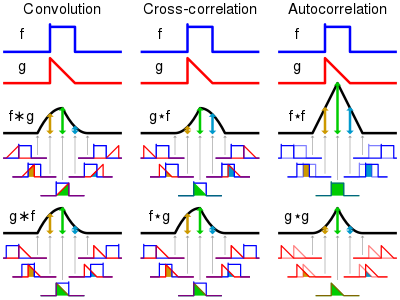 Convolution Cross-correlation Autocorrelation
f f f
g g g
f∗g g⋆f f⋆f
g∗f f⋆g g⋆g